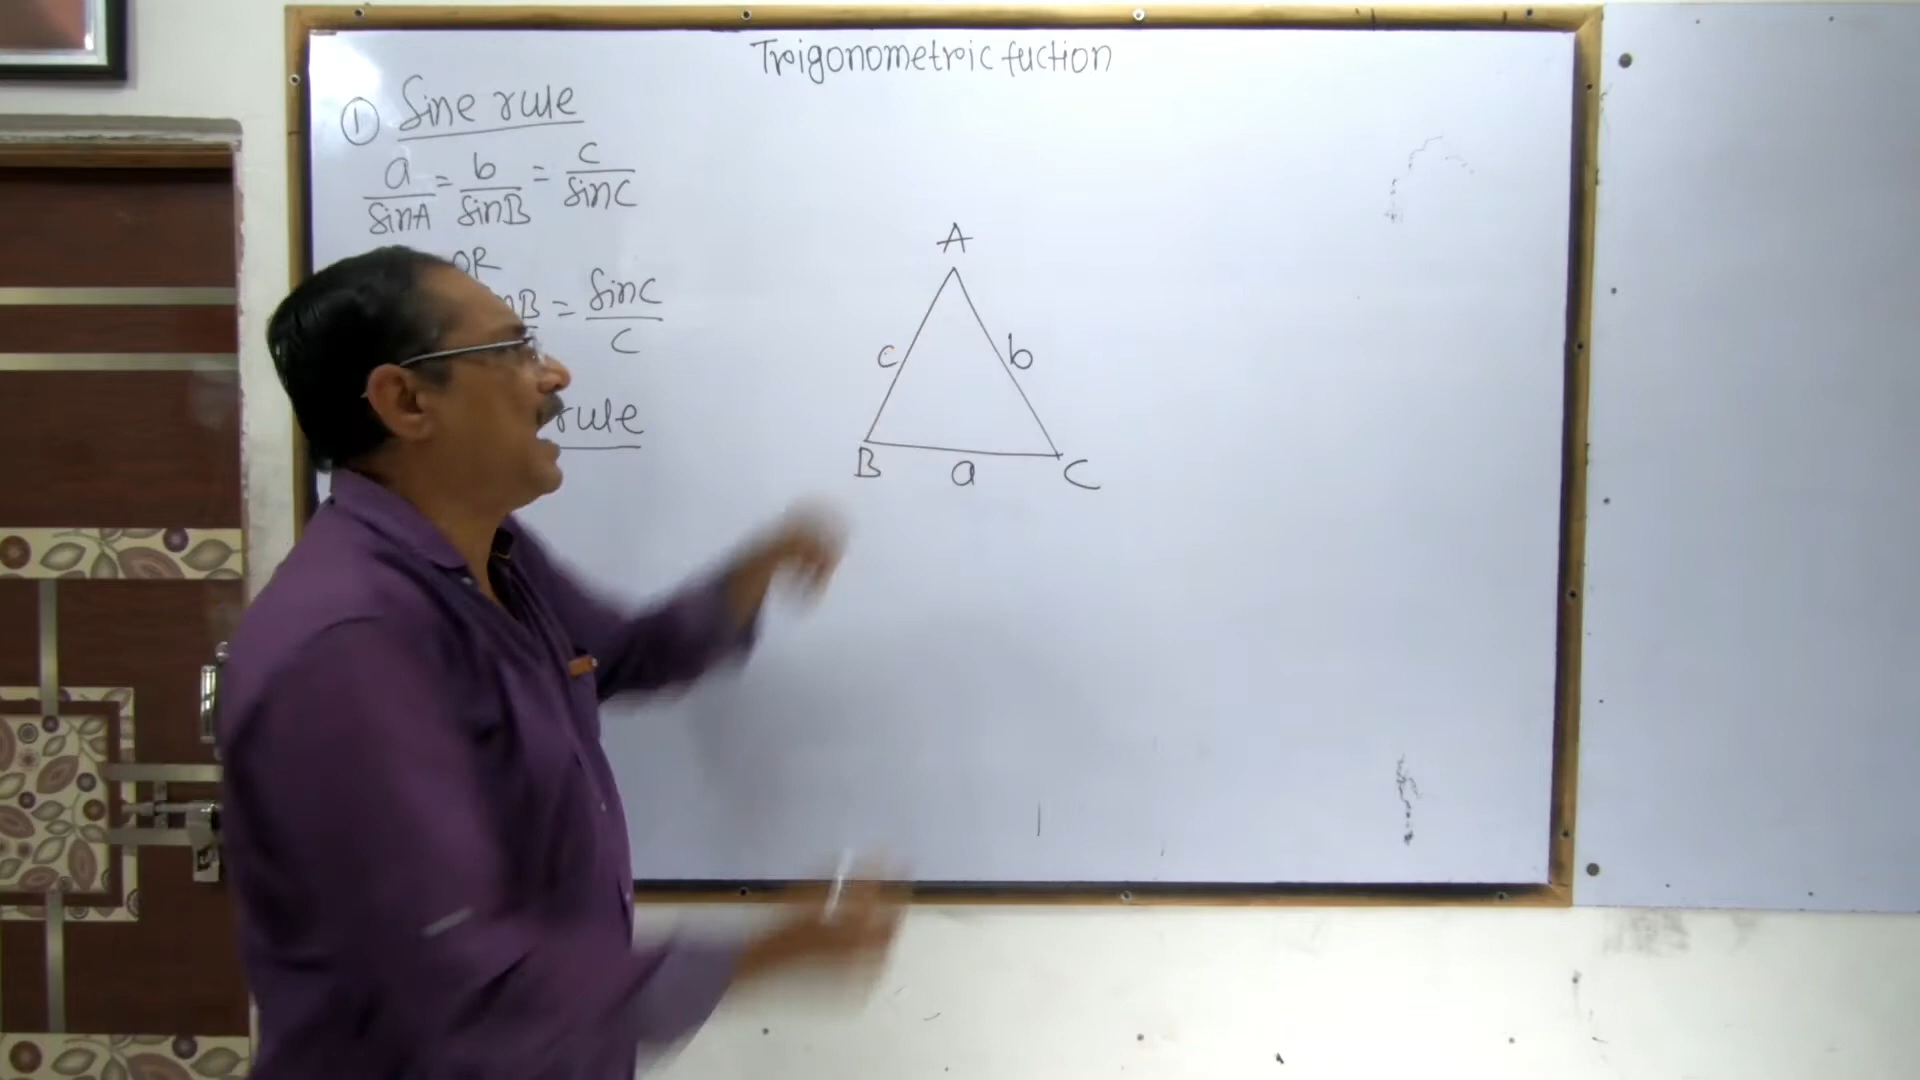 Trigonometric fuction
① Sine rule
a/sinA = b/sinB = c/sinC
OR
B = sinC/c
rule
A
c b
B a C